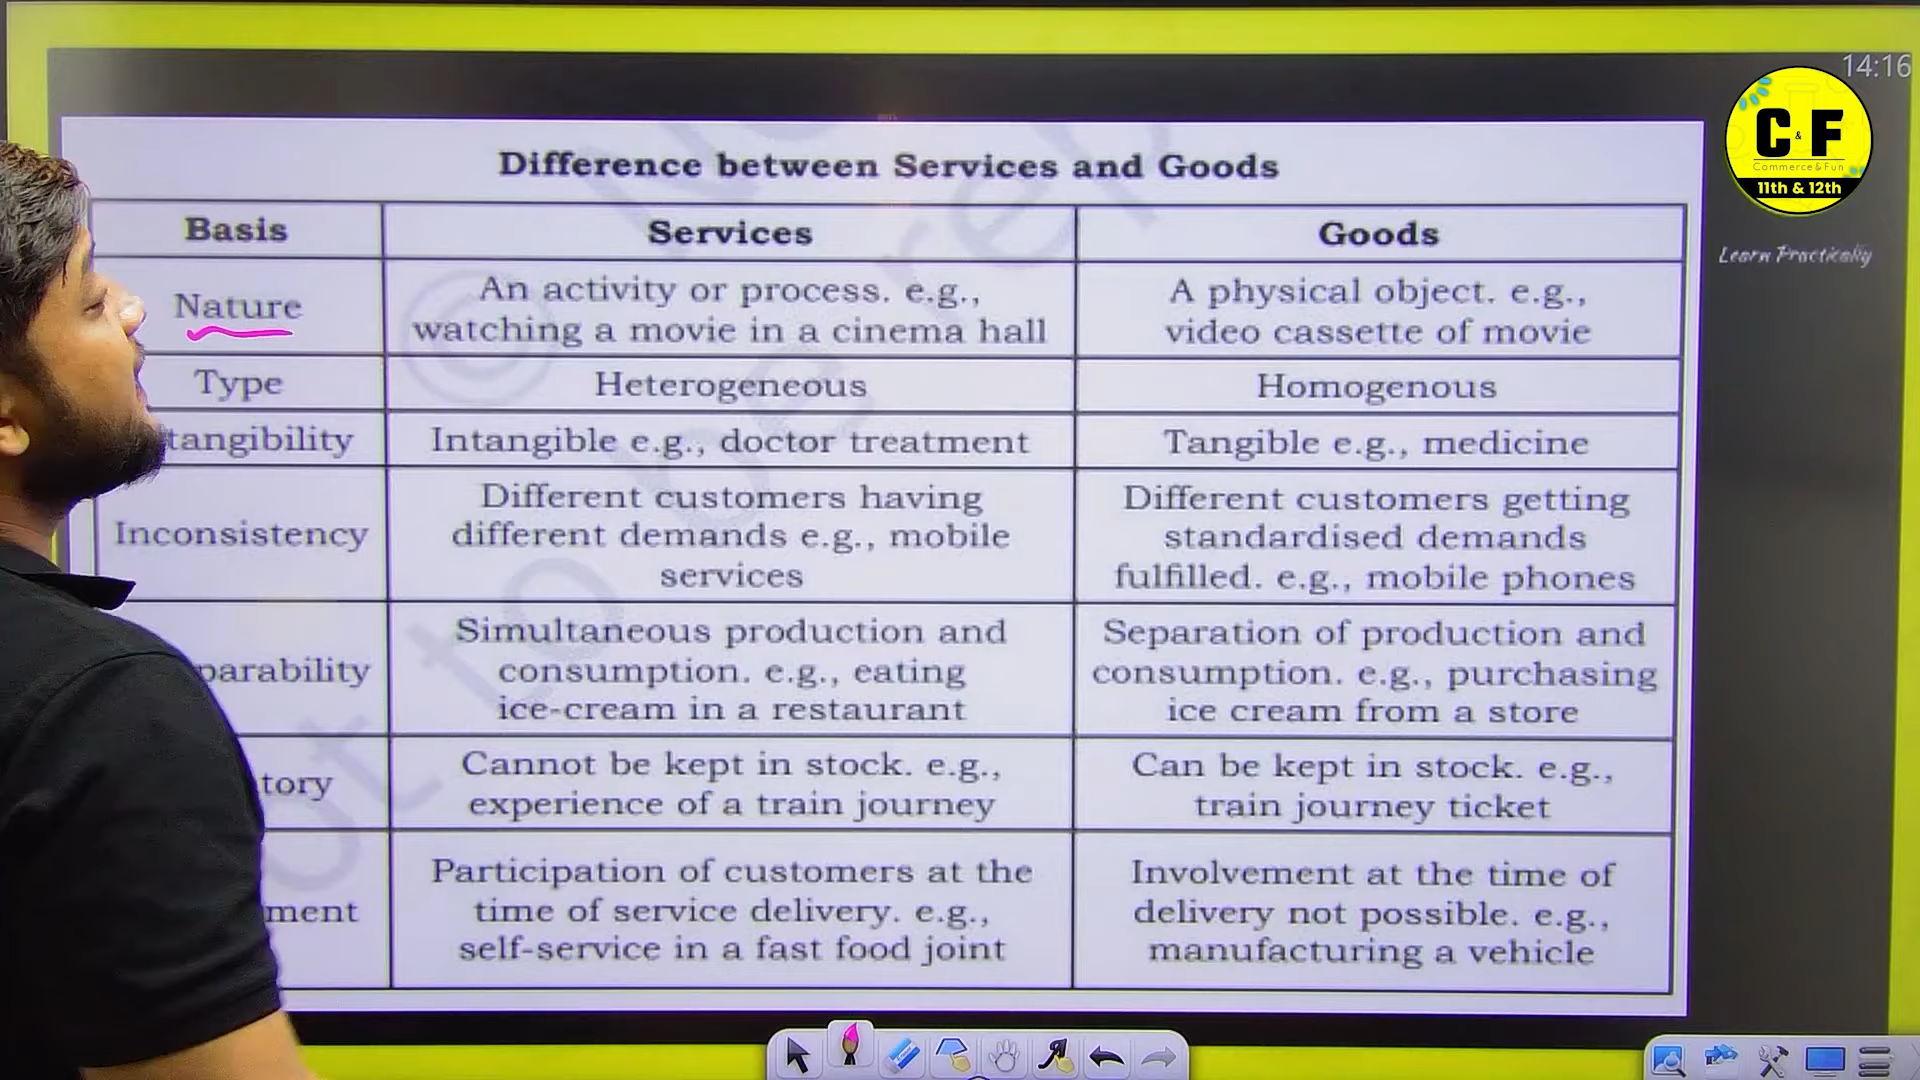 14:16
C & F
Commerce & Fun
11th & 12th
Learn Practically
Difference between Services and Goods
Basis Services Goods
Nature
An activity or process. e.g.,
watching a movie in a cinema hall
A physical object. e.g.,
video cassette of movie
Type Heterogeneous Homogenous
tangibility Intangible e.g., doctor treatment Tangible e.g., medicine
Inconsistency
Different customers having
different demands e.g., mobile
services
Different customers getting
standardised demands
fulfilled. e.g., mobile phones
parability
Simultaneous production and
consumption. e.g., eating
ice-cream in a restaurant
Separation of production and
consumption. e.g., purchasing
ice cream from a store
tory
Cannot be kept in stock. e.g.,
experience of a train journey
Can be kept in stock. e.g.,
train journey ticket
ment
Participation of customers at the
time of service delivery. e.g.,
self-service in a fast food joint
Involvement at the time of
delivery not possible. e.g.,
manufacturing a vehicle